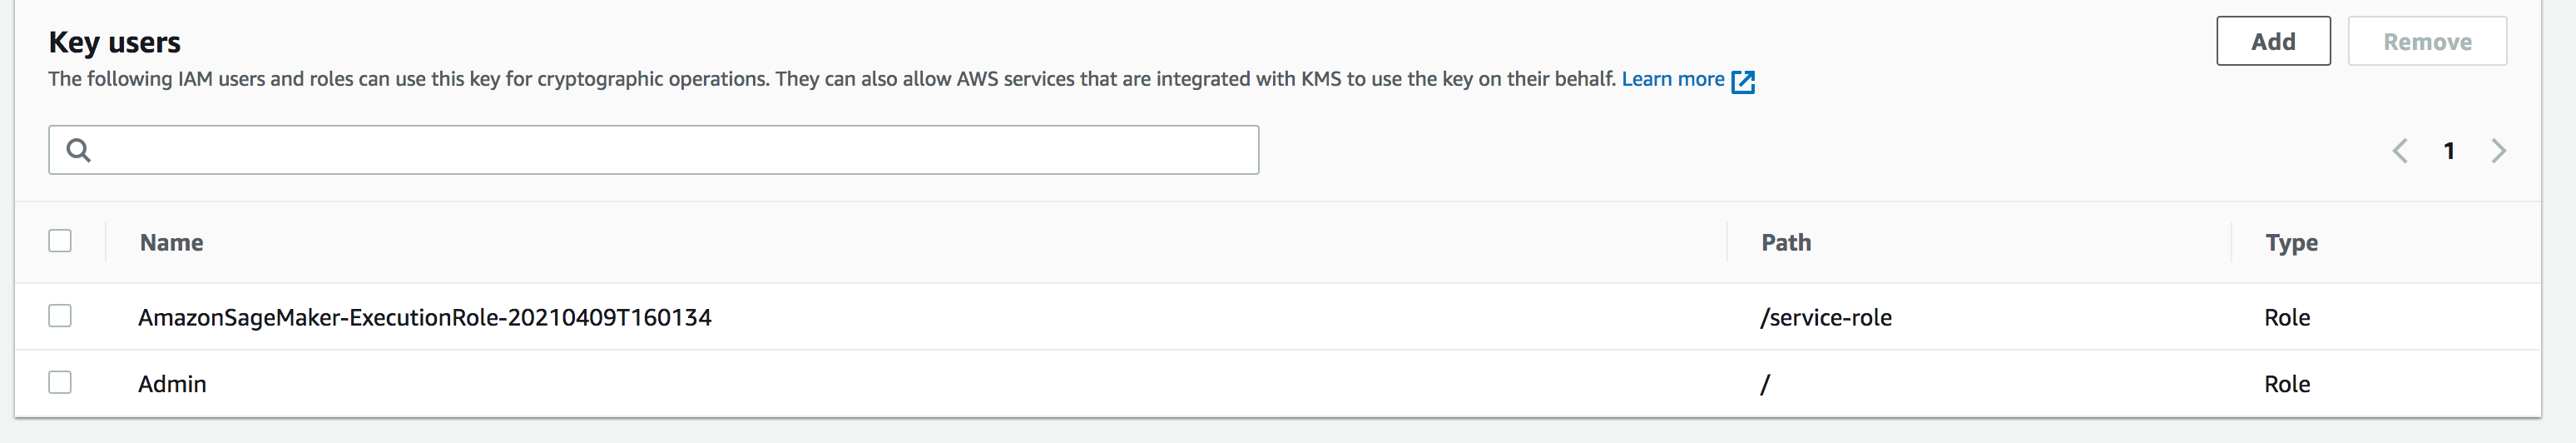 Key users
Add
Remove
The following IAM users and roles can use this key for cryptographic operations. They can also allow AWS services that are integrated with KMS to use the key on their behalf. Learn more
1
Name Path Type
AmazonSageMaker-ExecutionRole-20210409T160134 /service-role Role
Admin / Role